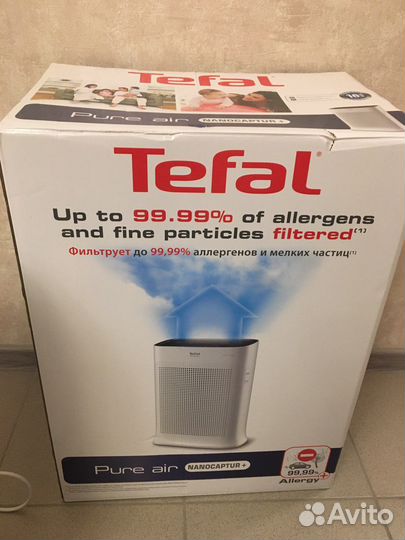 Tefal
Pure air NANOCAPTUR +
Tefal®
Up to 99.99% of allergens
and fine particles filtered(1)
Фильтрует до 99,99% аллергенов и мелких частиц(1)
Tefal
Pure air NANOCAPTUR +
99,99% +
Allergy
Avito